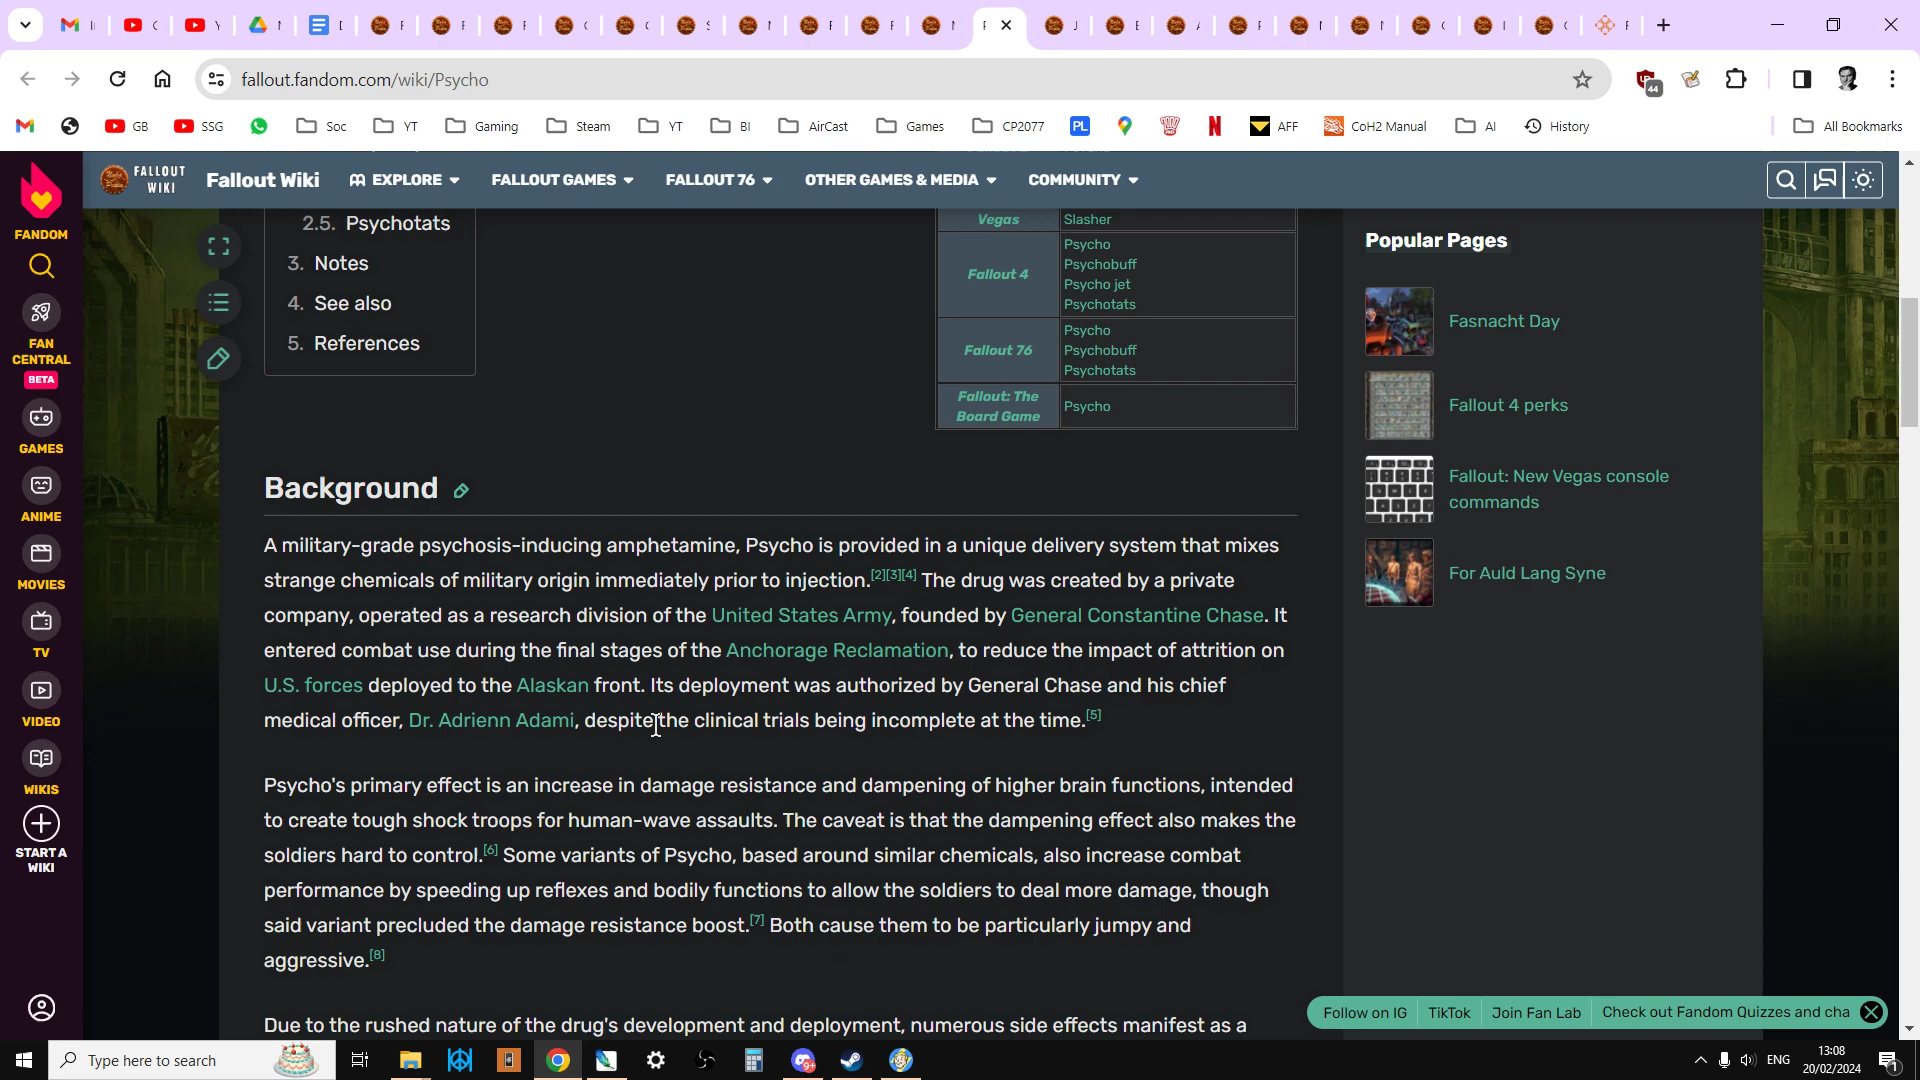 fallout.fandom.com/wiki/Psycho
44
GB
SSG
Soc
YT
Gaming
Steam
YT
BI
AirCast
Games
CP2077
PL
AFF
CoH2 Manual
AI
History
All Bookmarks
FALLOUT
WIKI
Fallout Wiki
EXPLORE
FALLOUT GAMES
FALLOUT 76
OTHER GAMES & MEDIA
COMMUNITY
FANDOM
FAN
CENTRAL
BETA
GAMES
ANIME
MOVIES
TV
VIDEO
WIKIS
START A
WIKI
2.5. Psychotats
3. Notes
4. See also
5. References
Vegas
Slasher
Fallout 4
Psycho
Psychobuff
Psycho jet
Psychotats
Fallout 76
Psycho
Psychobuff
Psychotats
Fallout: The
Board Game
Psycho
Background
A military-grade psychosis-inducing amphetamine, Psycho is provided in a unique delivery system that mixes
strange chemicals of military origin immediately prior to injection.[2][3][4] The drug was created by a private
company, operated as a research division of the United States Army, founded by General Constantine Chase. It
entered combat use during the final stages of the Anchorage Reclamation, to reduce the impact of attrition on
U.S. forces deployed to the Alaskan front. Its deployment was authorized by General Chase and his chief
medical officer, Dr. Adrienn Adami, despite the clinical trials being incomplete at the time.[5]
Psycho's primary effect is an increase in damage resistance and dampening of higher brain functions, intended
to create tough shock troops for human-wave assaults. The caveat is that the dampening effect also makes the
soldiers hard to control.[6] Some variants of Psycho, based around similar chemicals, also increase combat
performance by speeding up reflexes and bodily functions to allow the soldiers to deal more damage, though
said variant precluded the damage resistance boost.[7] Both cause them to be particularly jumpy and
aggressive.[8]
Due to the rushed nature of the drug's development and deployment, numerous side effects manifest as a
Popular Pages
Fasnacht Day
Fallout 4 perks
Fallout: New Vegas console
commands
For Auld Lang Syne
Follow on IG
TikTok
Join Fan Lab
Check out Fandom Quizzes and cha
Type here to search
ENG
13:08
20/02/2024